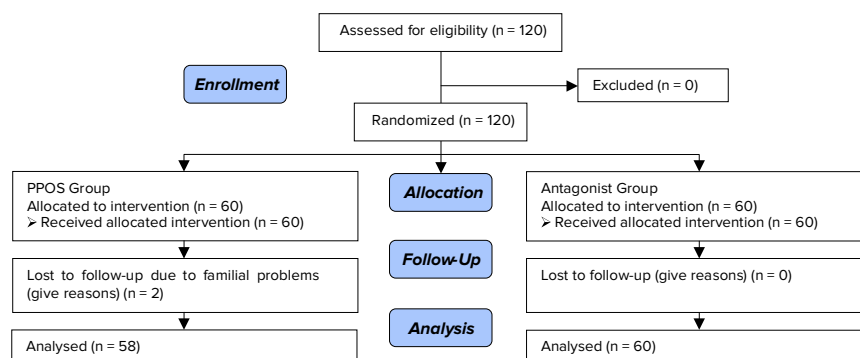 Assessed for eligibility (n = 120)
Enrollment
Excluded (n = 0)
Randomized (n = 120)
PPOS Group
Allocated to intervention (n = 60)
➢ Received allocated intervention (n = 60)
Allocation
Antagonist Group
Allocated to intervention (n = 60)
➢ Received allocated intervention (n = 60)
Lost to follow-up due to familial problems
(give reasons) (n = 2)
Follow-Up
Lost to follow-up (give reasons) (n = 0)
Analysed (n = 58)
Analysis
Analysed (n = 60)